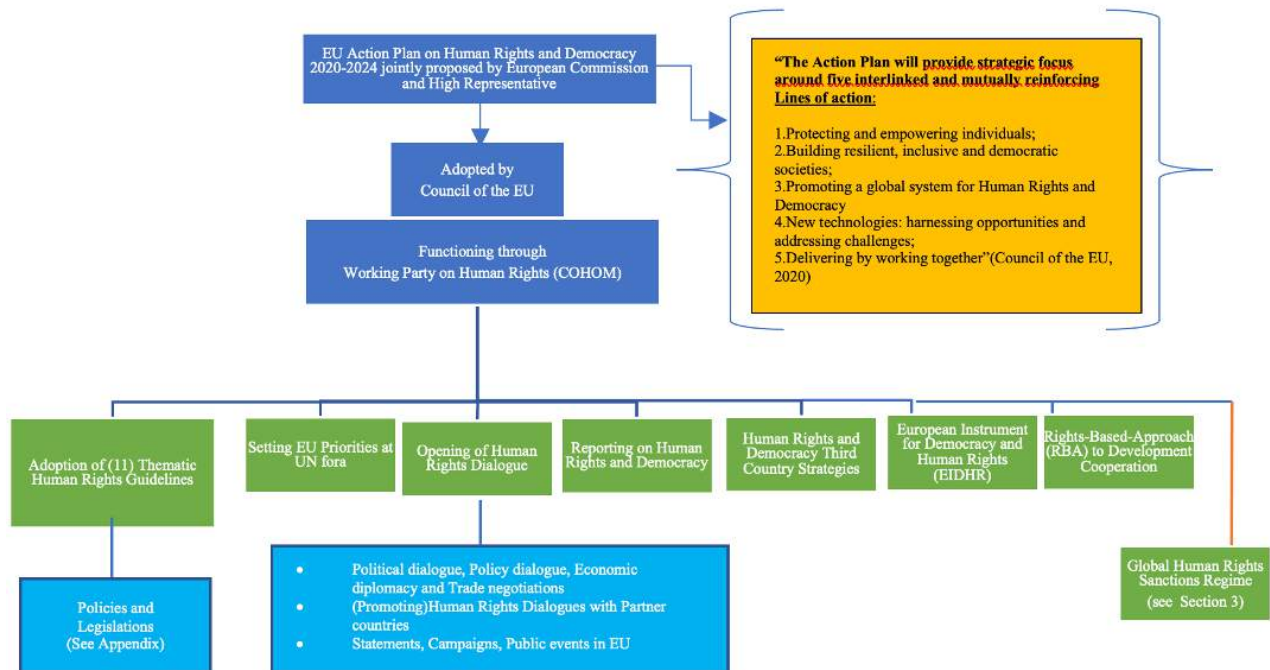 EU Action Plan on Human Rights and Democracy
2020-2024 jointly proposed by European Commission
and High Representative
Adopted by
Council of the EU
Functioning through
Working Party on Human Rights (COHOM)
“The Action Plan will provide strategic focus
around five interlinked and mutually reinforcing
Lines of action:
1.Protecting and empowering individuals;
2.Building resilient, inclusive and democratic
societies;
3.Promoting a global system for Human Rights and
Democracy
4.New technologies: harnessing opportunities and
addressing challenges;
5.Delivering by working together”(Council of the EU,
2020)
Adoption of (11) Thematic
Human Rights Guidelines
Setting EU Priorities at
UN fora
Opening of Human
Rights Dialogue
Reporting on Human
Rights and Democracy
Human Rights and
Democracy Third
Country Strategies
European Instrument
for Democracy and
Human Rights
(EIDHR)
Rights-Based-Approach
(RBA) to Development
Cooperation
Global Human Rights
Sanctions Regime
(see Section 3)
Policies and
Legislations
(See Appendix)
• Political dialogue, Policy dialogue, Economic
diplomacy and Trade negotiations
• (Promoting)Human Rights Dialogues with Partner
countries
• Statements, Campaigns, Public events in EU